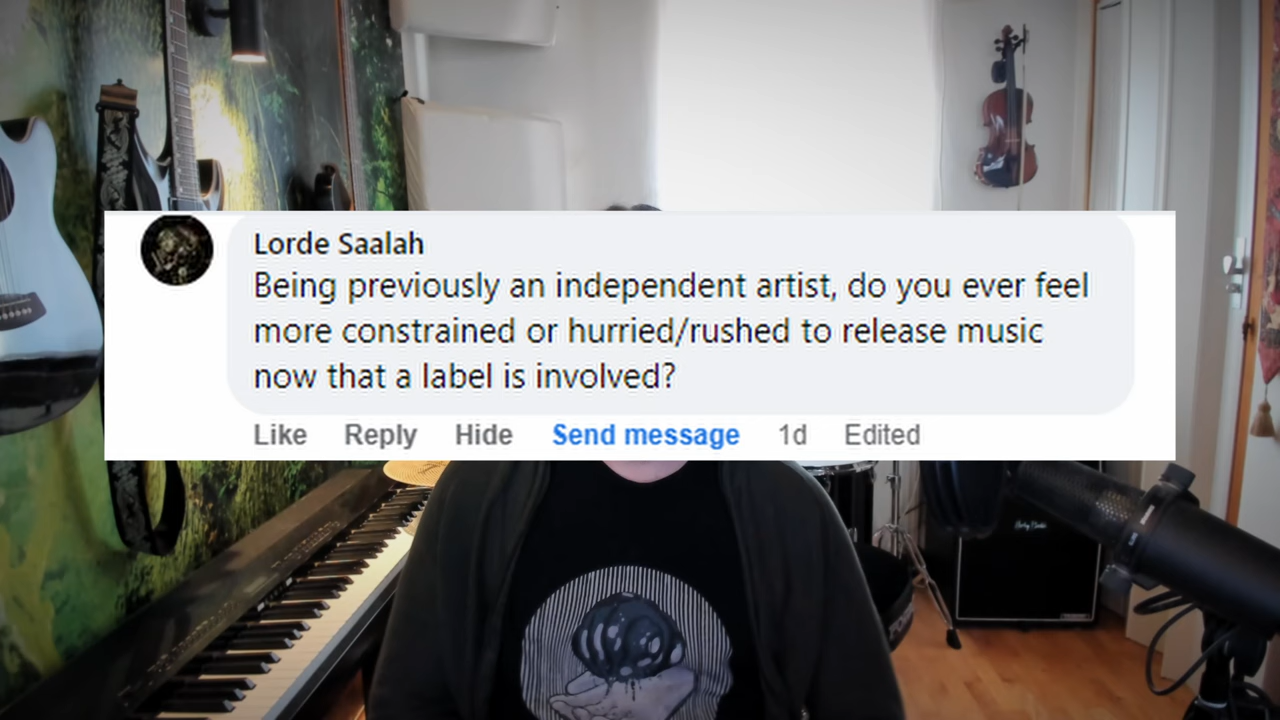 Lorde Saalah
Being previously an independent artist, do you ever feel
more constrained or hurried/rushed to release music
now that a label is involved?
Like Reply Hide Send message 1d Edited